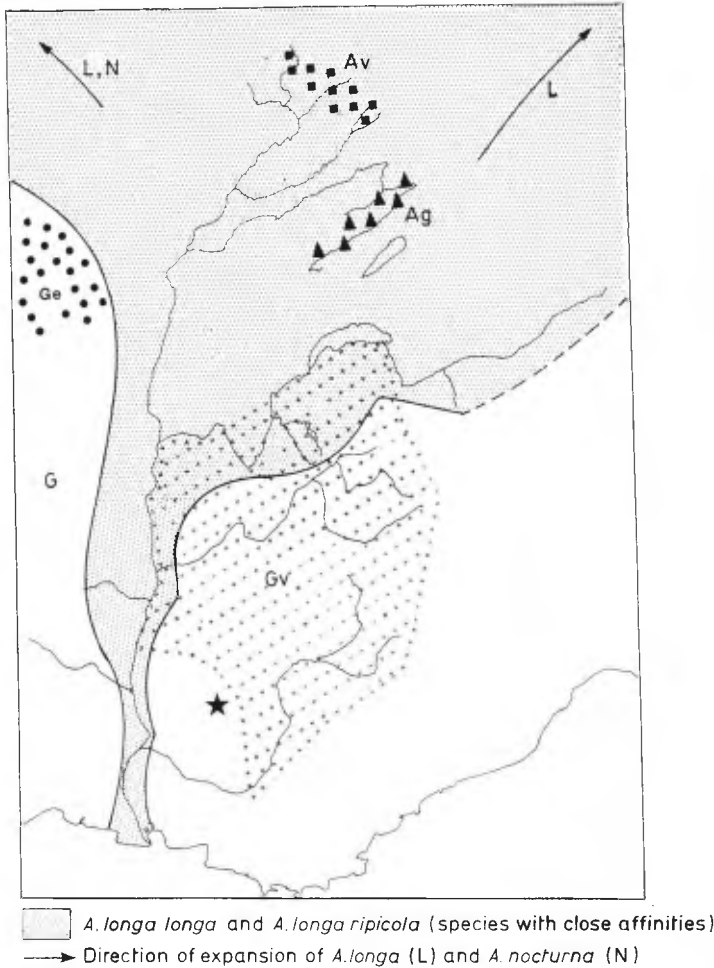 L, N
Av
L
Ag
Ge
G
Gv
A. longa longa and A. longa ripicola (species with close affinities)
Direction of expansion of A. longa (L) and A. nocturna (N)